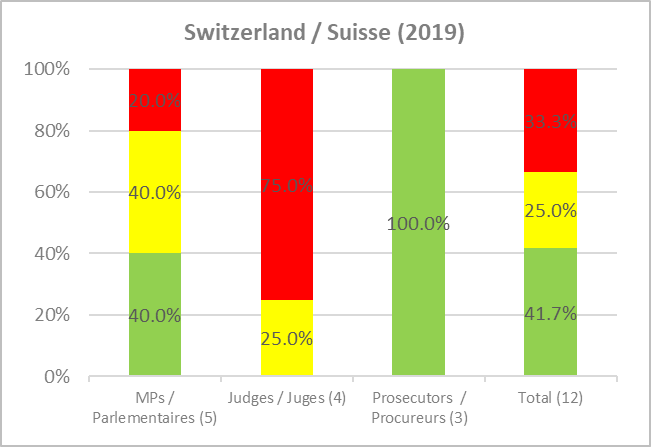 Switzerland / Suisse (2019)
100%
80%
60%
40%
20%
0%
20.0%
40.0%
40.0%
75.0%
25.0%
100.0%
33.3%
25.0%
41.7%
MPs /
Parlementaires (5)
Judges / Juges (4)
Prosecutors /
Procureurs (3)
Total (12)